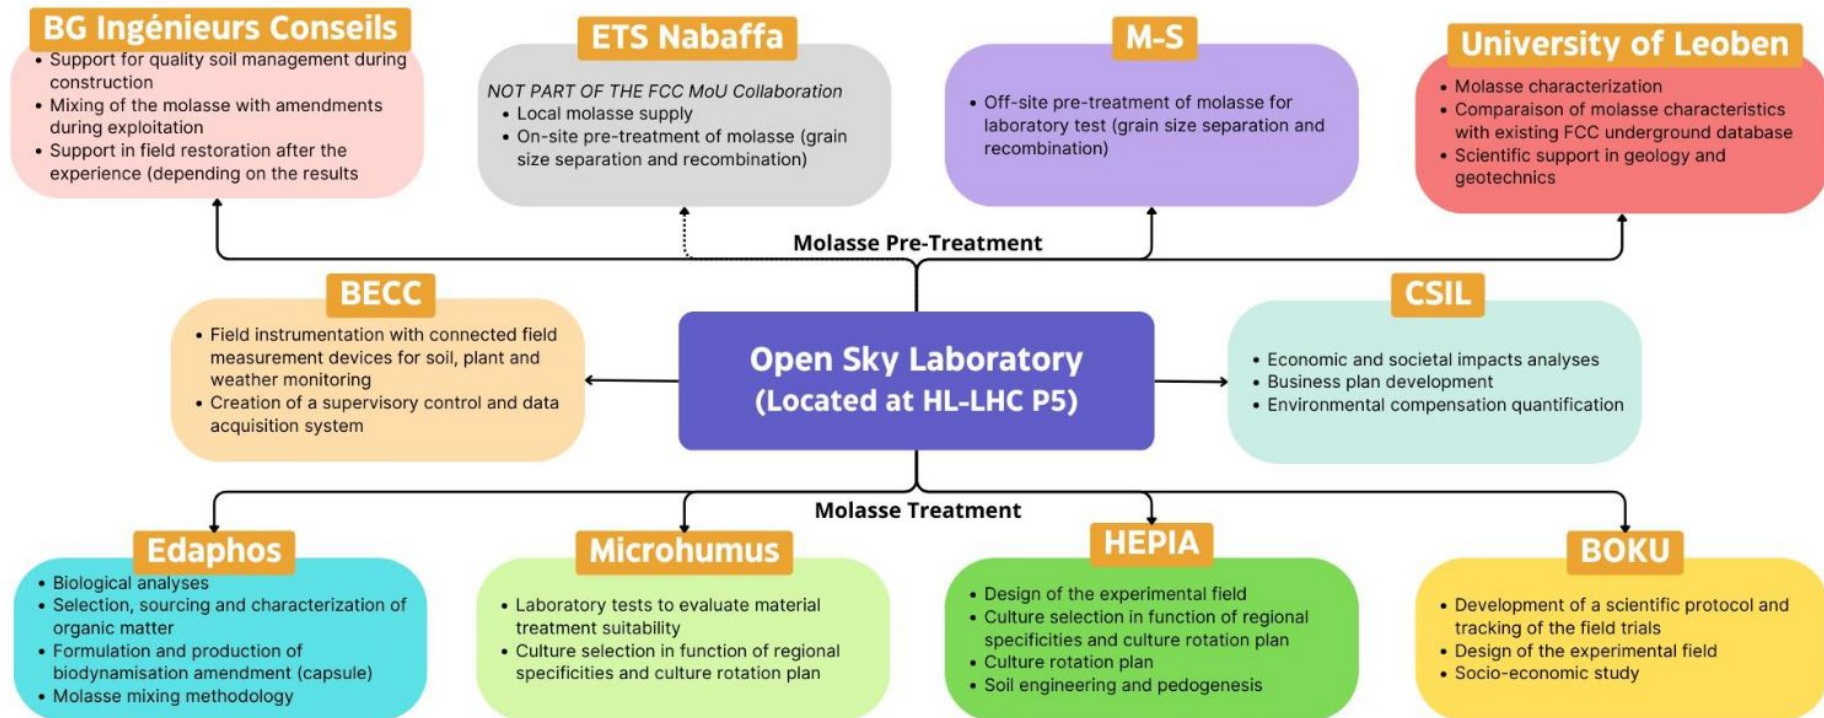 BG Ingénieurs Conseils
• Support for quality soil management during
construction
• Mixing of the molasse with amendments
during exploitation
• Support in field restoration after the
experience (depending on the results
ETS Nabaffa
NOT PART OF THE FCC MoU Collaboration
• Local molasse supply
• On-site pre-treatment of molasse (grain
size separation and recombination)
M-S
• Off-site pre-treatment of molasse for
laboratory test (grain size separation and
recombination)
University of Leoben
• Molasse characterization
• Comparaison of molasse characteristics
with existing FCC underground database
• Scientific support in geology and
geotechnics
Molasse Pre-Treatment
BECC
• Field instrumentation with connected field
measurement devices for soil, plant and
weather monitoring
• Creation of a supervisory control and data
acquisition system
Open Sky Laboratory
(Located at HL-LHC P5)
CSIL
• Economic and societal impacts analyses
• Business plan development
• Environmental compensation quantification
Molasse Treatment
Edaphos
• Biological analyses
• Selection, sourcing and characterization of
organic matter
• Formulation and production of
biodynamisation amendment (capsule)
• Molasse mixing methodology
Microhumus
• Laboratory tests to evaluate material
treatment suitability
• Culture selection in function of regional
specificities and culture rotation plan
HEPIA
• Design of the experimental field
• Culture selection in function of regional
specificities and culture rotation plan
• Culture rotation plan
• Soil engineering and pedogenesis
BOKU
• Development of a scientific protocol and
tracking of the field trials
• Design of the experimental field
• Socio-economic study